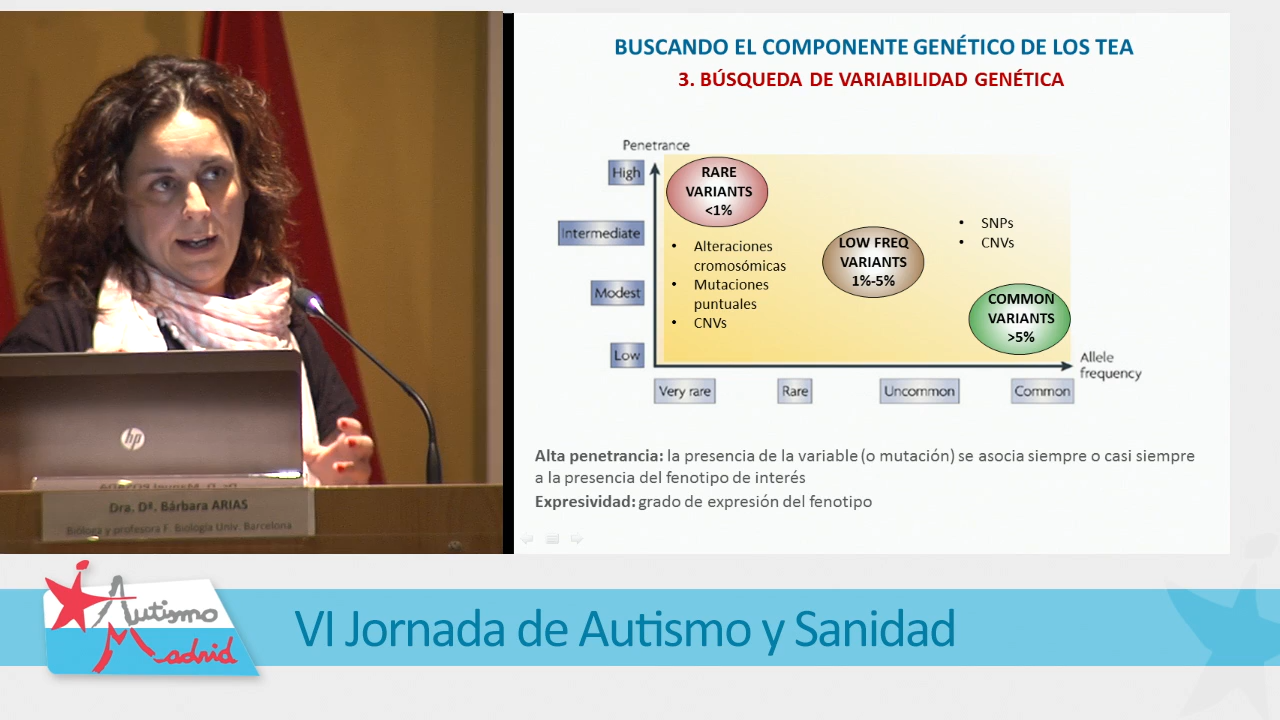 BUSCANDO EL COMPONENTE GENÉTICO DE LOS TEA
3. BÚSQUEDA DE VARIABILIDAD GENÉTICA
Penetrance
High
Intermediate
Modest
Low
RARE
VARIANTS
<1%
• Alteraciones
cromosómicas
• Mutaciones
puntuales
• CNVs
LOW FREQ
VARIANTS
1%-5%
• SNPs
• CNVs
COMMON
VARIANTS
>5%
Allele
frequency
Very rare
Rare
Uncommon
Common
Alta penetrancia: la presencia de la variable (o mutación) se asocia siempre o casi siempre
a la presencia del fenotipo de interés
Expresividad: grado de expresión del fenotipo
hp
Dra. Dª. Bárbara ARIAS
Bióloga y profesora F. Biología Univ. Barcelona
Autismo
Madrid
VI Jornada de Autismo y Sanidad